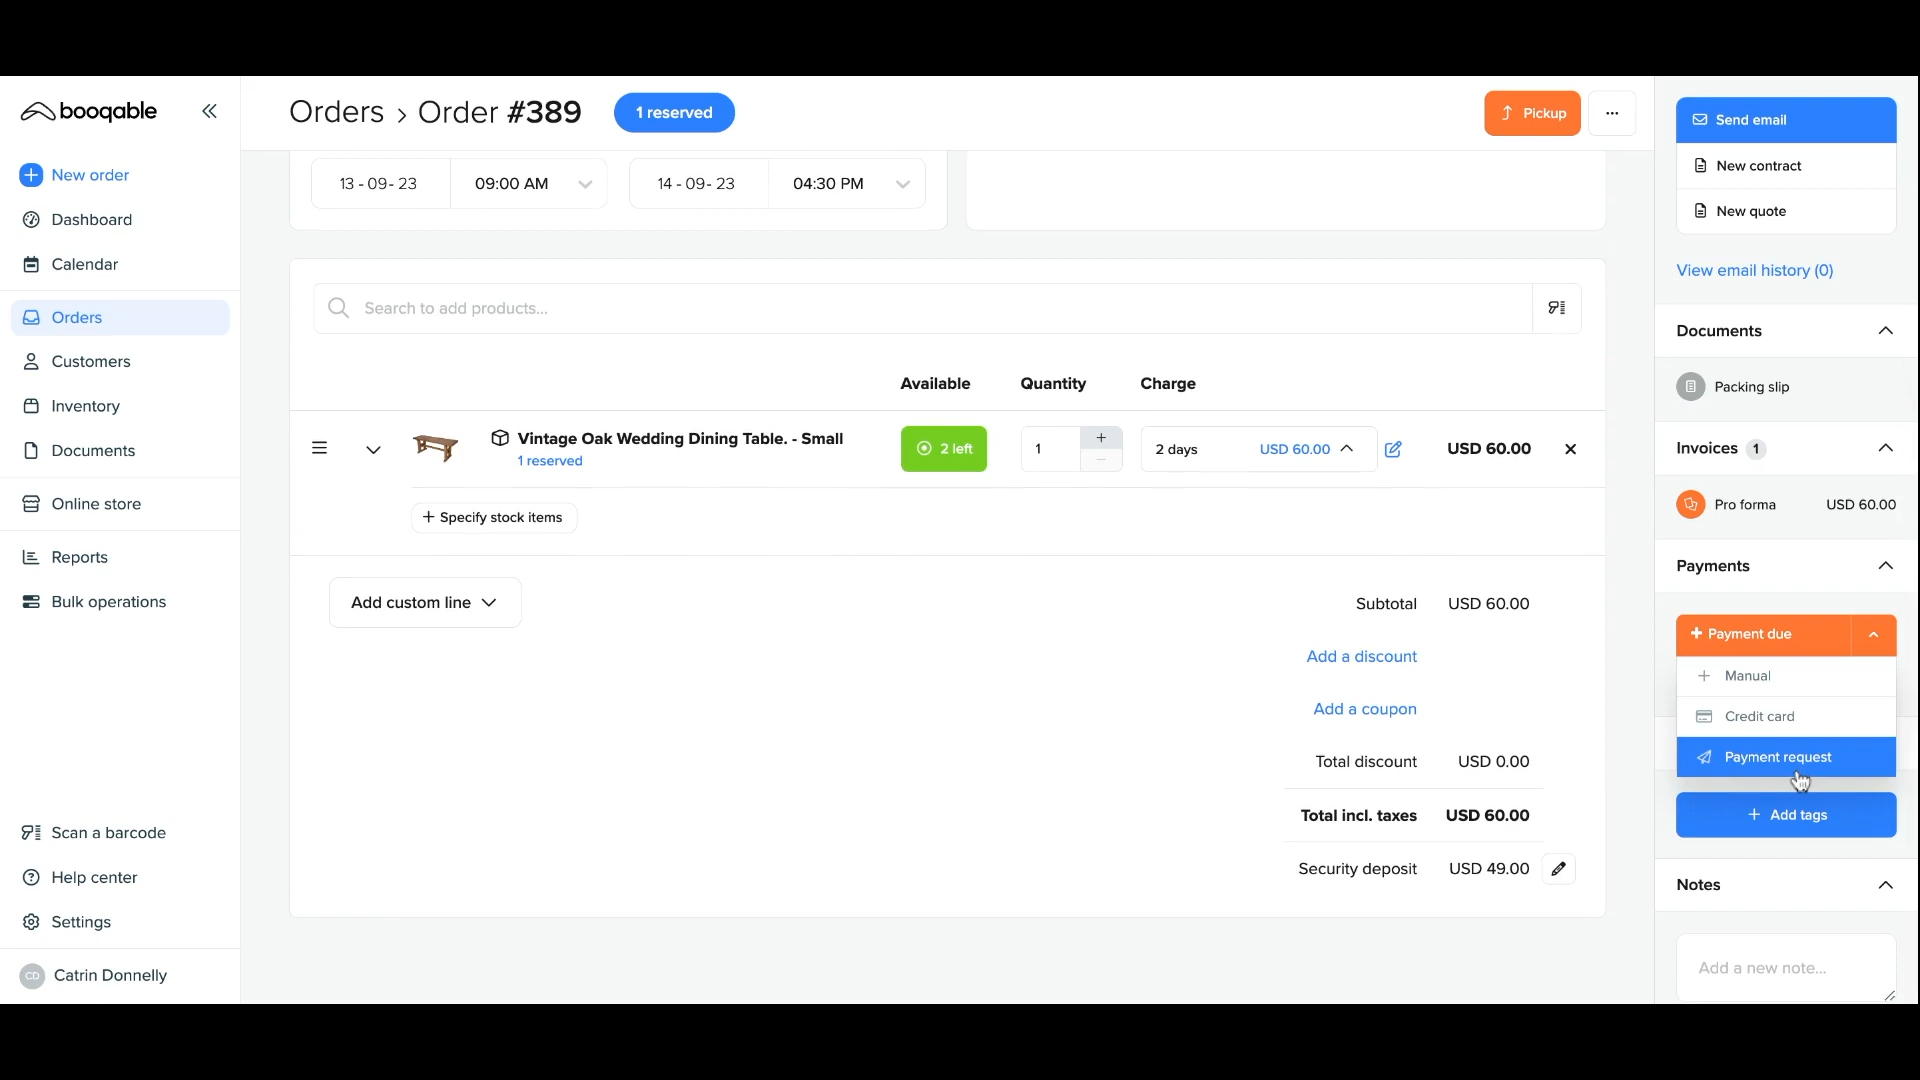 booqable
New order
Dashboard
Calendar
Orders
Customers
Inventory
Documents
Online store
Reports
Bulk operations
Scan a barcode
Help center
Settings
CD Catrin Donnelly
Orders > Order #389 1 reserved
Pickup ...
13 - 09- 23 09:00 AM 14 - 09- 23 04:30 PM
Search to add products...
Available Quantity Charge
Vintage Oak Wedding Dining Table. - Small
1 reserved
2 left 1 + − 2 days USD 60.00 USD 60.00
+ Specify stock items
Add custom line
Subtotal USD 60.00
Add a discount
Add a coupon
Total discount USD 0.00
Total incl. taxes USD 60.00
Security deposit USD 49.00
Send email
New contract
New quote
View email history (0)
Documents
Packing slip
Invoices 1
Pro forma USD 60.00
Payments
+ Payment due
+ Manual
Credit card
Payment request
+ Add tags
Notes
Add a new note...